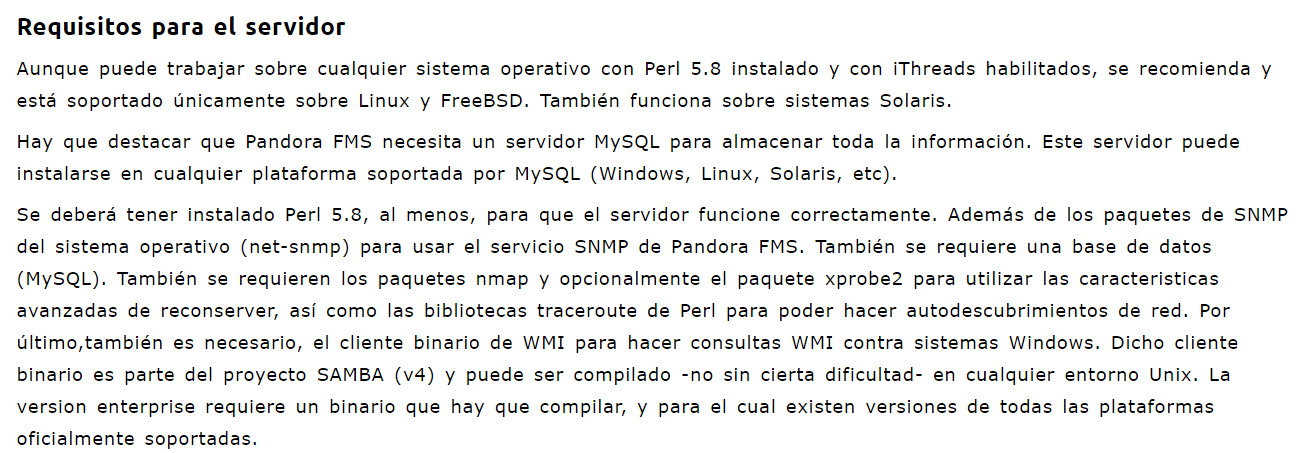 Requisitos para el servidor
Aunque puede trabajar sobre cualquier sistema operativo con Perl 5.8 instalado y con iThreads habilitados, se recomienda y
está soportado únicamente sobre Linux y FreeBSD. También funciona sobre sistemas Solaris.
Hay que destacar que Pandora FMS necesita un servidor MySQL para almacenar toda la información. Este servidor puede
instalarse en cualquier plataforma soportada por MySQL (Windows, Linux, Solaris, etc).
Se deberá tener instalado Perl 5.8, al menos, para que el servidor funcione correctamente. Además de los paquetes de SNMP
del sistema operativo (net-snmp) para usar el servicio SNMP de Pandora FMS. También se requiere una base de datos
(MySQL). También se requieren los paquetes nmap y opcionalmente el paquete xprobe2 para utilizar las caracteristicas
avanzadas de reconserver, así como las bibliotecas traceroute de Perl para poder hacer autodescubrimientos de red. Por
último,también es necesario, el cliente binario de WMI para hacer consultas WMI contra sistemas Windows. Dicho cliente
binario es parte del proyecto SAMBA (v4) y puede ser compilado -no sin cierta dificultad- en cualquier entorno Unix. La
version enterprise requiere un binario que hay que compilar, y para el cual existen versiones de todas las plataformas
oficialmente soportadas.